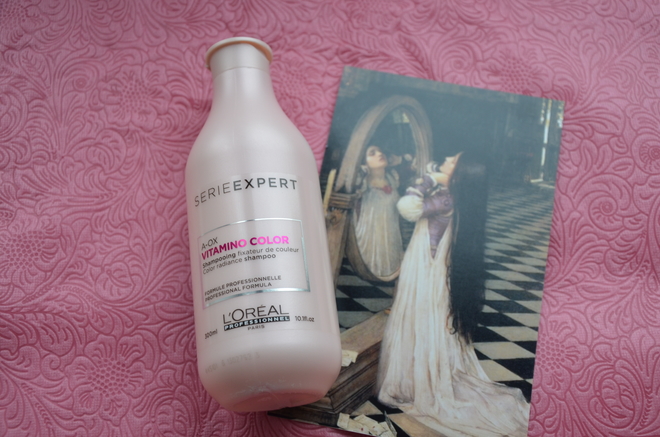 SERIEEXPERT
A-OX
VITAMINO COLOR
Shampooing fixateur de couleur
Color radiance shampoo
FORMULE PROFESSIONNELLE
PROFESSIONAL FORMULA
L'ORÉAL
PROFESSIONNEL
PARIS
300ml 10.1fl.oz